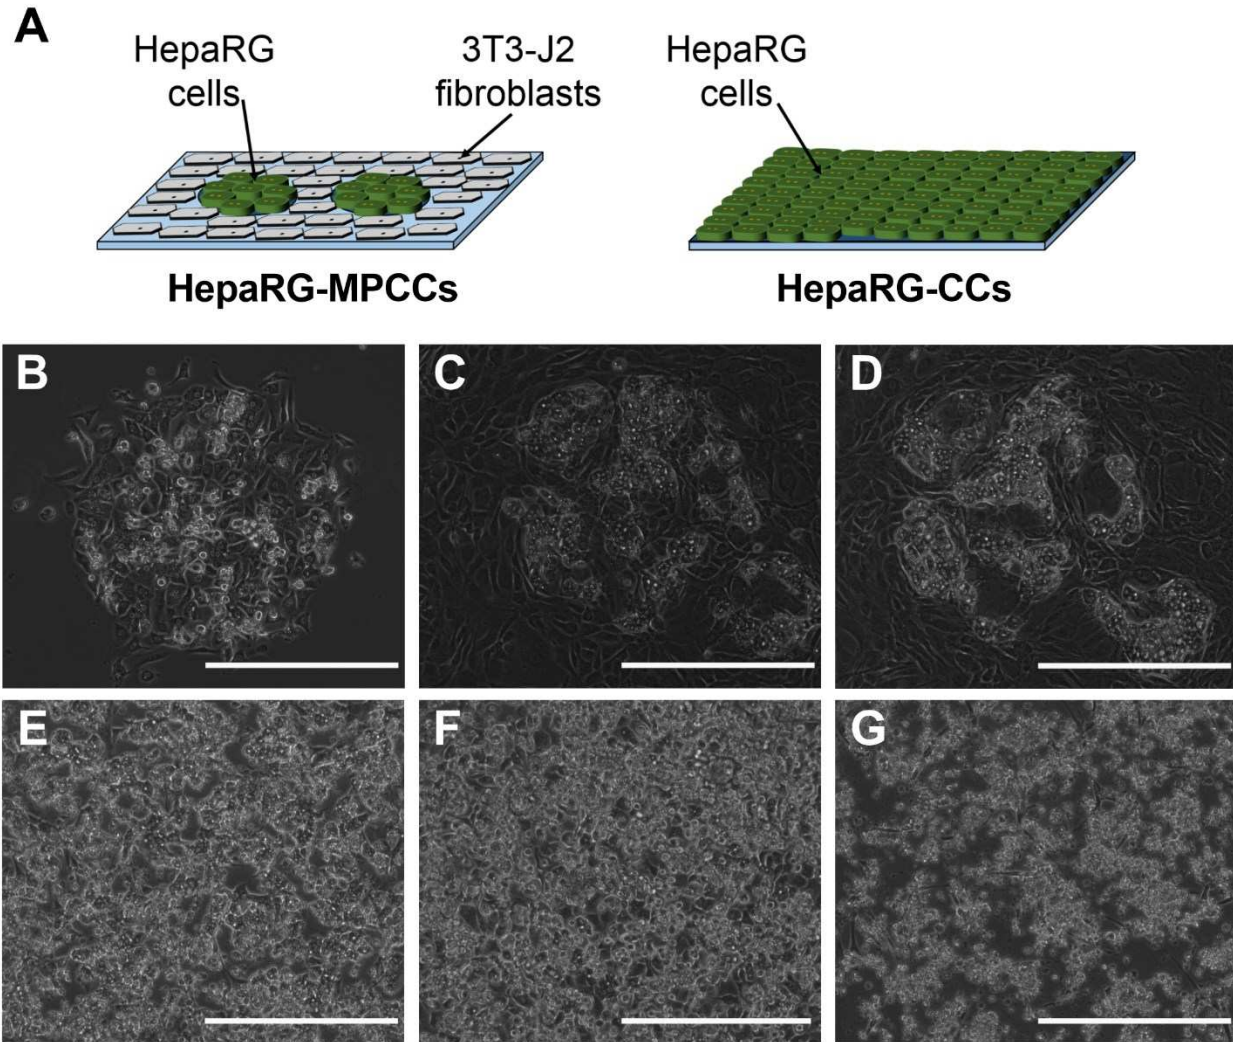 A
HepaRG
cells
3T3-J2
fibroblasts
HepaRG
cells
HepaRG-MPCCs
HepaRG-CCs
B
C
D
E
F
G